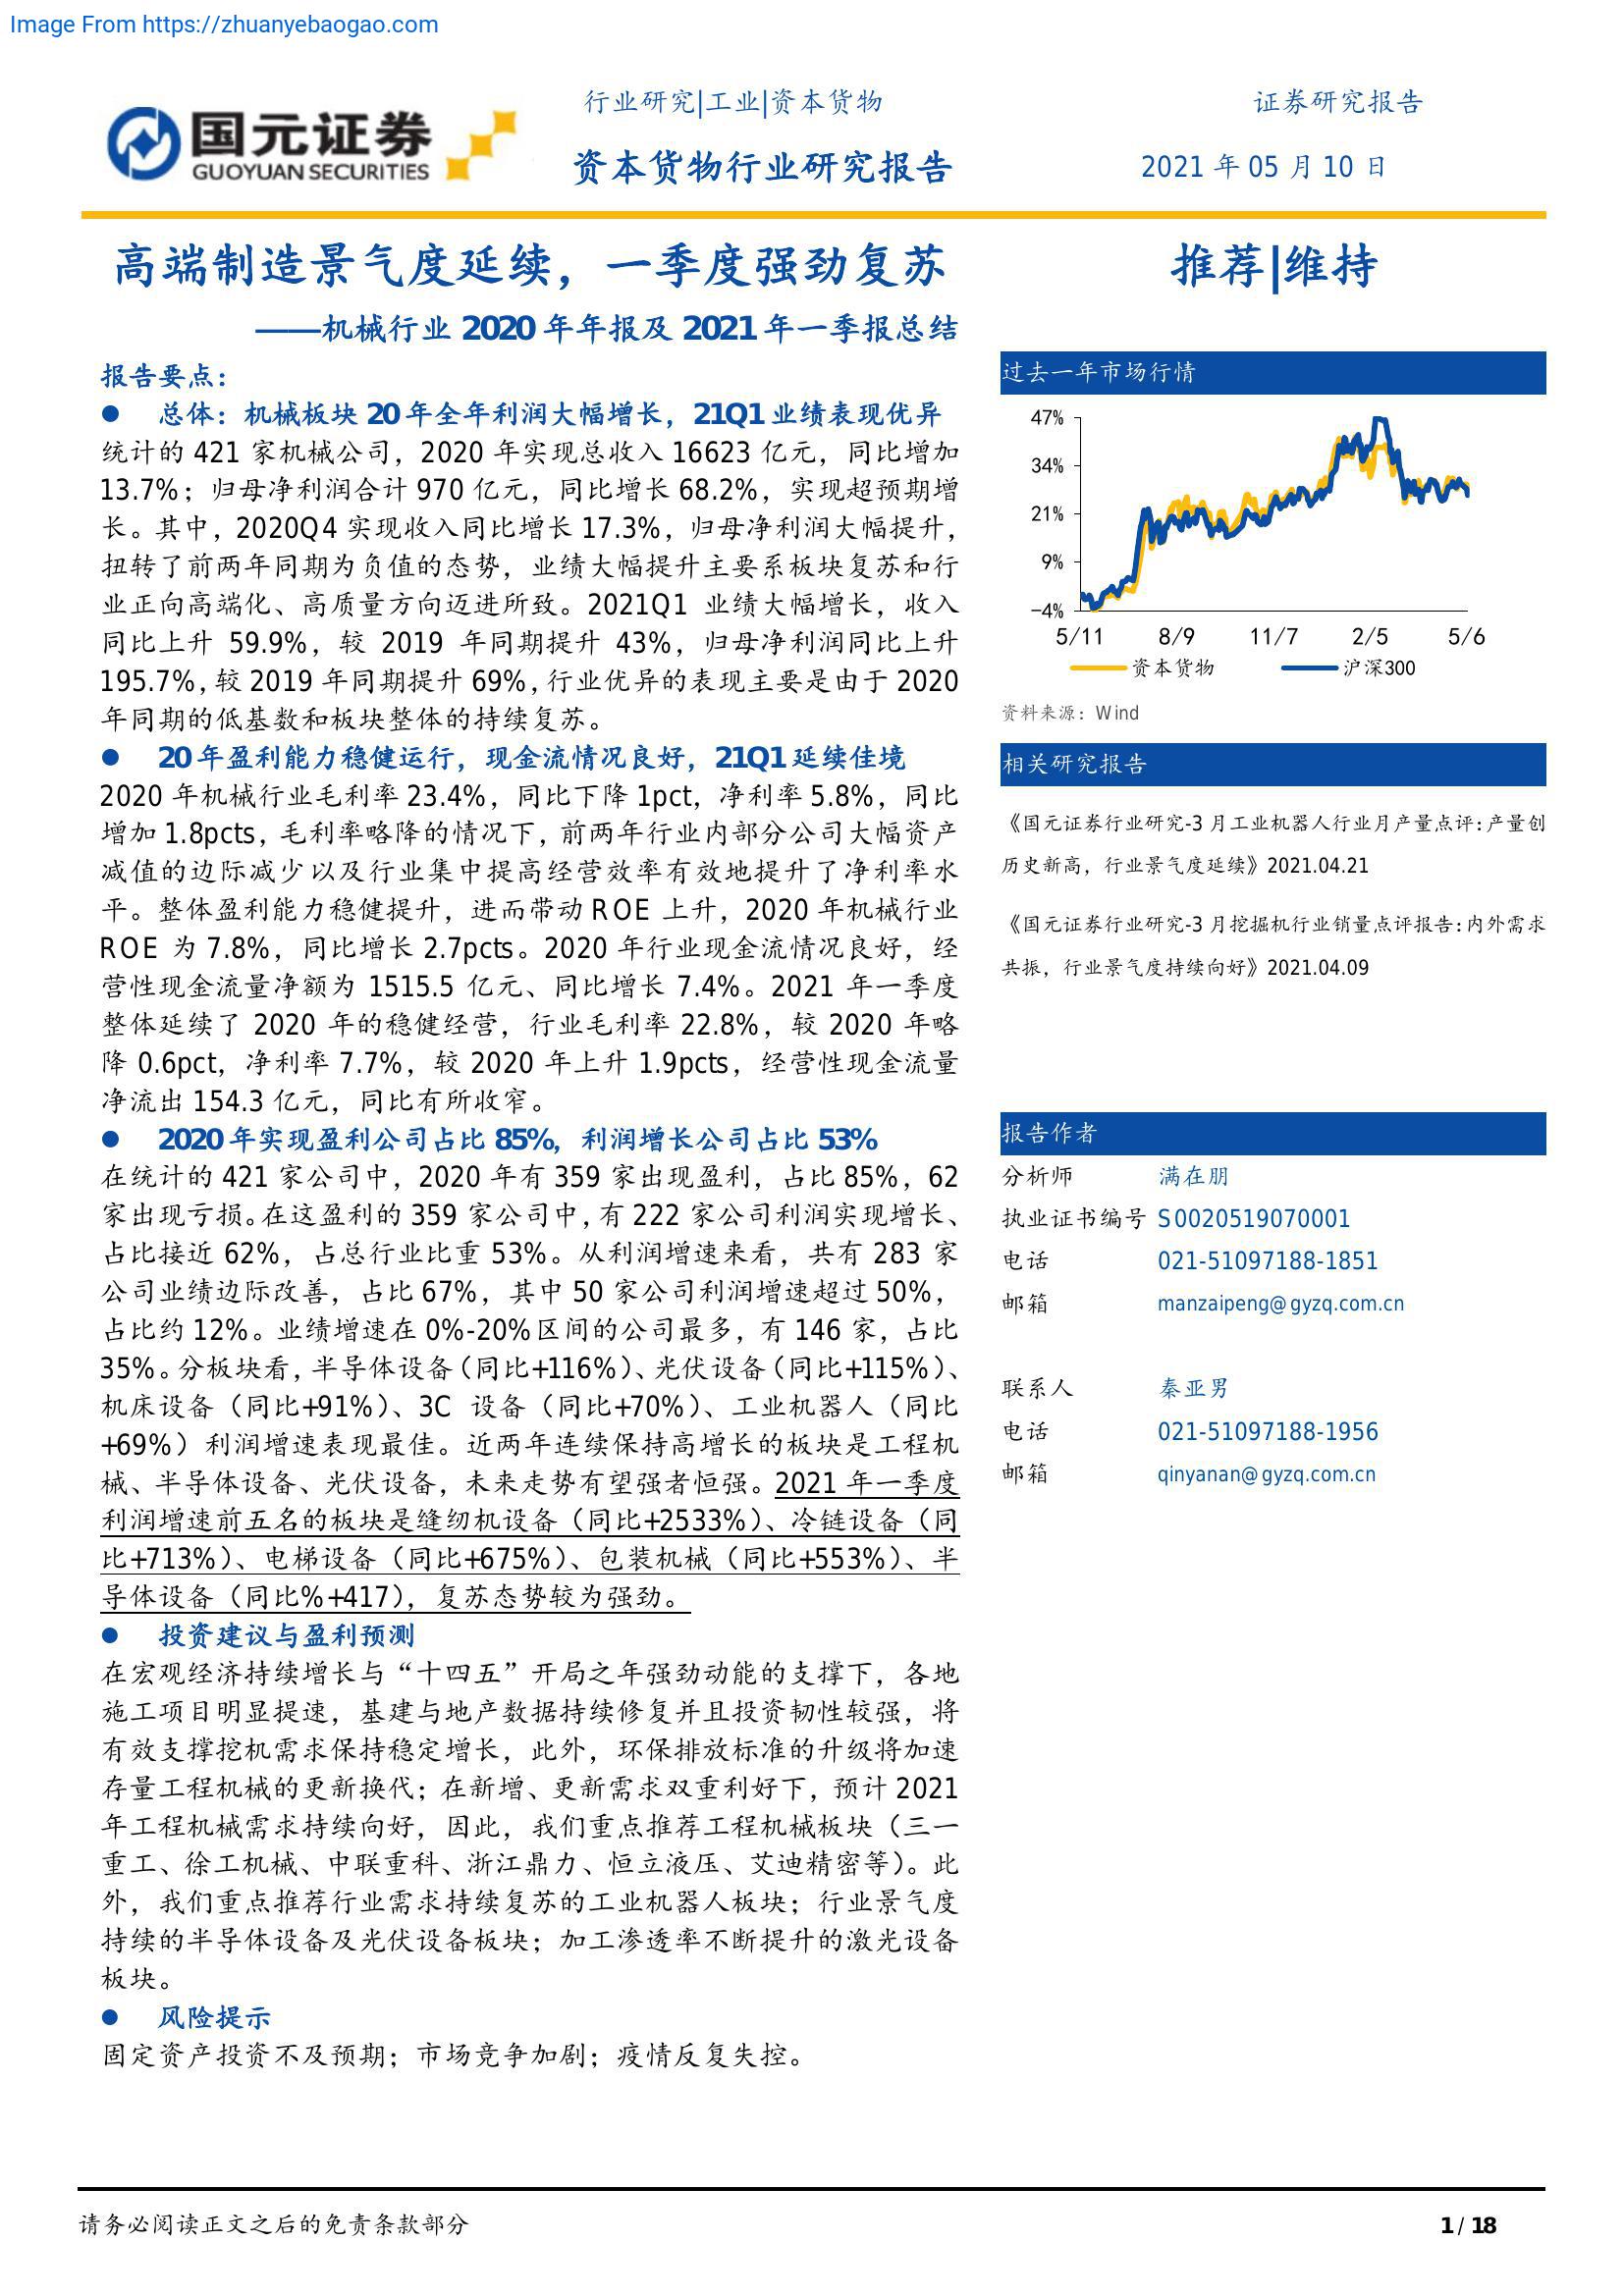 Image From https://zhuanyebaogao.com
国元证券
GUOYUAN SECURITIES
行业研究|工业|资本货物
证券研究报告
资本货物行业研究报告
2021 年 05 月 10 日
高端制造景气度延续，一季度强劲复苏
——机械行业 2020 年年报及 2021 年一季报总结
报告要点：
● 总体：机械板块 20 年全年利润大幅增长，21Q1 业绩表现优异
统计的 421 家机械公司，2020 年实现总收入 16623 亿元，同比增加
13.7%；归母净利润合计 970 亿元，同比增长 68.2%，实现超预期增
长。其中，2020Q4 实现收入同比增长 17.3%，归母净利润大幅提升，
扭转了前两年同期为负值的态势，业绩大幅提升主要系板块复苏和行
业正向高端化、高质量方向迈进所致。2021Q1 业绩大幅增长，收入
同比上升 59.9%，较 2019 年同期提升 43%，归母净利润同比上升
195.7%，较 2019 年同期提升 69%，行业优异的表现主要是由于 2020
年同期的低基数和板块整体的持续复苏。
● 20 年盈利能力稳健运行，现金流情况良好，21Q1 延续佳境
2020 年机械行业毛利率 23.4%，同比下降 1pct，净利率 5.8%，同比
增加 1.8pcts，毛利率略降的情况下，前两年行业内部分公司大幅资产
减值的边际减少以及行业集中提高经营效率有效地提升了净利率水
平。整体盈利能力稳健提升，进而带动 ROE 上升，2020 年机械行业
ROE 为 7.8%，同比增长 2.7pcts。2020 年行业现金流情况良好，经
营性现金流量净额为 1515.5 亿元、同比增长 7.4%。2021 年一季度
整体延续了 2020 年的稳健经营，行业毛利率 22.8%，较 2020 年略
降 0.6pct，净利率 7.7%，较 2020 年上升 1.9pcts，经营性现金流量
净流出 154.3 亿元，同比有所收窄。
● 2020 年实现盈利公司占比 85%，利润增长公司占比 53%
在统计的 421 家公司中，2020 年有 359 家出现盈利，占比 85%，62
家出现亏损。在这盈利的 359 家公司中，有 222 家公司利润实现增长、
占比接近 62%，占总行业比重 53%。从利润增速来看，共有 283 家
公司业绩边际改善，占比 67%，其中 50 家公司利润增速超过 50%，
占比约 12%。业绩增速在 0%-20%区间的公司最多，有 146 家，占比
35%。分板块看，半导体设备（同比+116%）、光伏设备（同比+115%）、
机床设备（同比+91%）、3C 设备（同比+70%）、工业机器人（同比
+69%）利润增速表现最佳。近两年连续保持高增长的板块是工程机
械、半导体设备、光伏设备，未来走势有望强者恒强。2021 年一季度
利润增速前五名的板块是缝纫机设备（同比+2533%）、冷链设备（同
比+713%）、电梯设备（同比+675%）、包装机械（同比+553%）、半
导体设备（同比%+417），复苏态势较为强劲。
● 投资建议与盈利预测
在宏观经济持续增长与“十四五”开局之年强劲动能的支撑下，各地
施工项目明显提速，基建与地产数据持续修复并且投资韧性较强，将
有效支撑挖机需求保持稳定增长，此外，环保排放标准的升级将加速
存量工程机械的更新换代；在新增、更新需求双重利好下，预计 2021
年工程机械需求持续向好，因此，我们重点推荐工程机械板块（三一
重工、徐工机械、中联重科、浙江鼎力、恒立液压、艾迪精密等）。此
外，我们重点推荐行业需求持续复苏的工业机器人板块；行业景气度
持续的半导体设备及光伏设备板块；加工渗透率不断提升的激光设备
板块。
● 风险提示
固定资产投资不及预期；市场竞争加剧；疫情反复失控。
推荐|维持
过去一年市场行情
47%
34%
21%
9%
-4%
5/11 8/9 11/7 2/5 5/6
资本货物 沪深300
资料来源：Wind
相关研究报告
《国元证券行业研究-3 月工业机器人行业月产量点评:产量创
历史新高，行业景气度延续》2021.04.21
《国元证券行业研究-3 月挖掘机行业销量点评报告:内外需求
共振，行业景气度持续向好》2021.04.09
报告作者
分析师 满在朋
执业证书编号 S0020519070001
电话 021-51097188-1851
邮箱 manzaipeng@gyzq.com.cn
联系人 秦亚男
电话 021-51097188-1956
邮箱 qinyanan@gyzq.com.cn
请务必阅读正文之后的免责条款部分
1 / 18